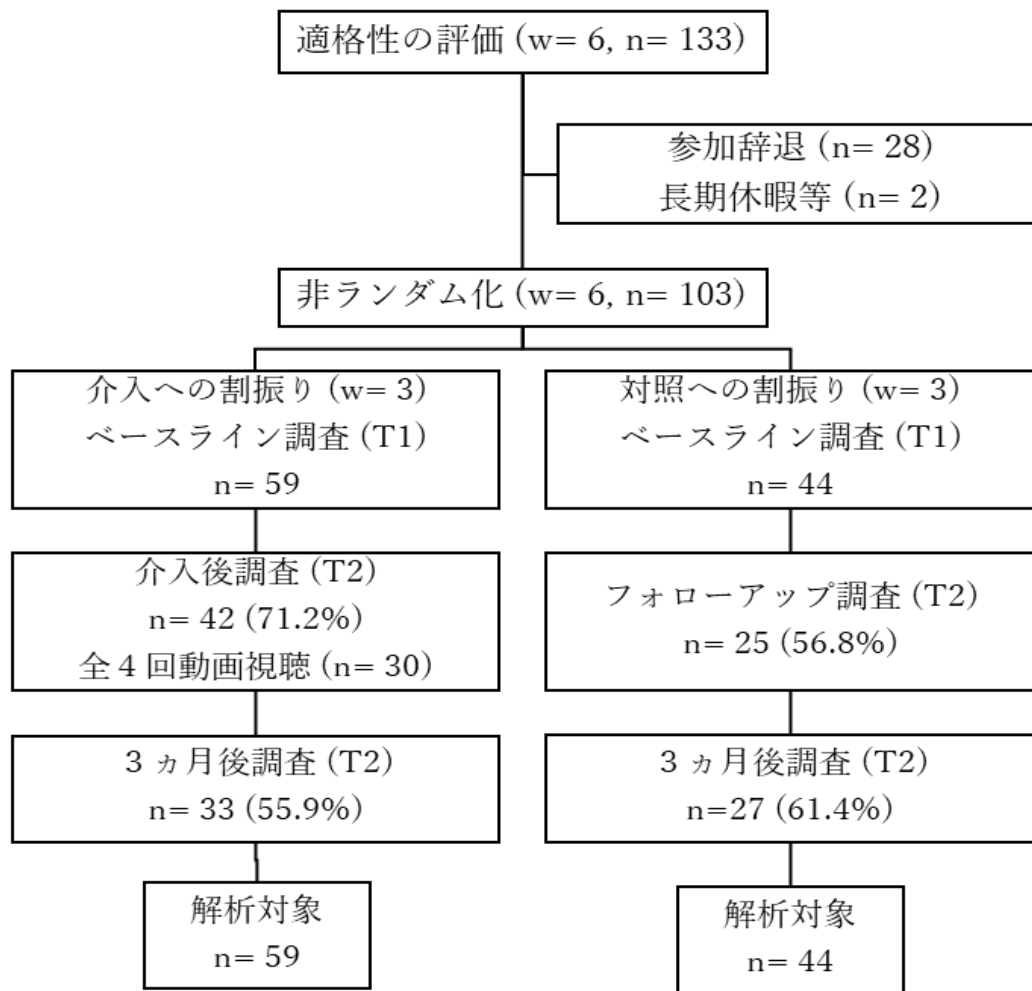 適格性の評価 (w= 6, n= 133)
参加辞退 (n= 28)
長期休暇等 (n= 2)
非ランダム化 (w= 6, n= 103)
介入への割振り (w= 3)
ベースライン調査 (T1)
n= 59
対照への割振り (w= 3)
ベースライン調査 (T1)
n= 44
介入後調査 (T2)
n= 42 (71.2%)
全４回動画視聴 (n= 30)
フォローアップ調査 (T2)
n= 25 (56.8%)
3 ヵ月後調査 (T2)
n= 33 (55.9%)
3 ヵ月後調査 (T2)
n=27 (61.4%)
解析対象
n= 59
解析対象
n= 44